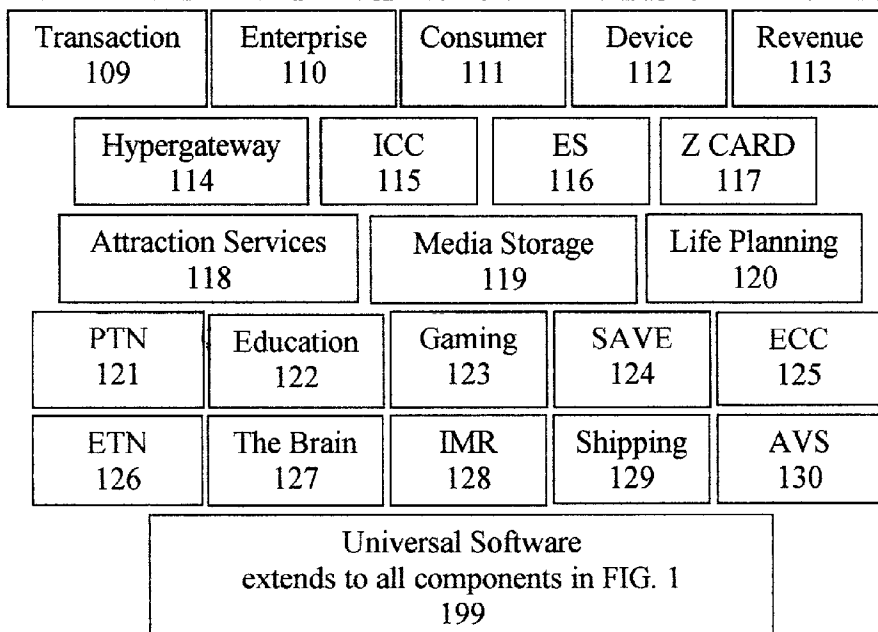 Transaction Enterprise Consumer Device Revenue
109 110 111 112 113
Hypergateway ICC ES Z CARD
114 115 116 117
Attraction Services Media Storage Life Planning
118 119 120
PTN Education Gaming SAVE ECC
121 122 123 124 125
ETN The Brain IMR Shipping AVS
126 127 128 129 130
Universal Software
extends to all components in FIG. 1
199